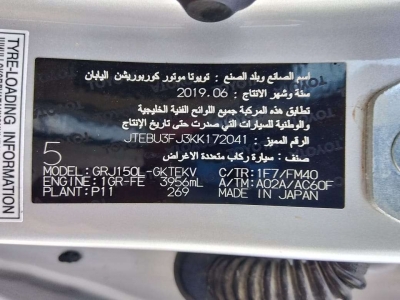 اسم الصانع وبلد الصنع : تويوتا موتور كوربوريشن اليابان
سنة وشهر الانتاج : 2019.06
تطابق هذه المركبة جميع اللوائح الفنية الخليجية
والوطنية للسيارات التي صدرت حتى تاريخ الإنتاج
الرقم المميز : JTEBU3FJ3KK172041
صنف : سيارة ركاب متعددة الاغراض
5
MODEL:GRJ150L-GKTEKV C/TR:1F7/FM40
ENGINE:1GR-FE 3956mL A/TM:A02A/AC60F
PLANT:P11 269 MADE IN JAPAN
TYPE-LOADING INFORMATION